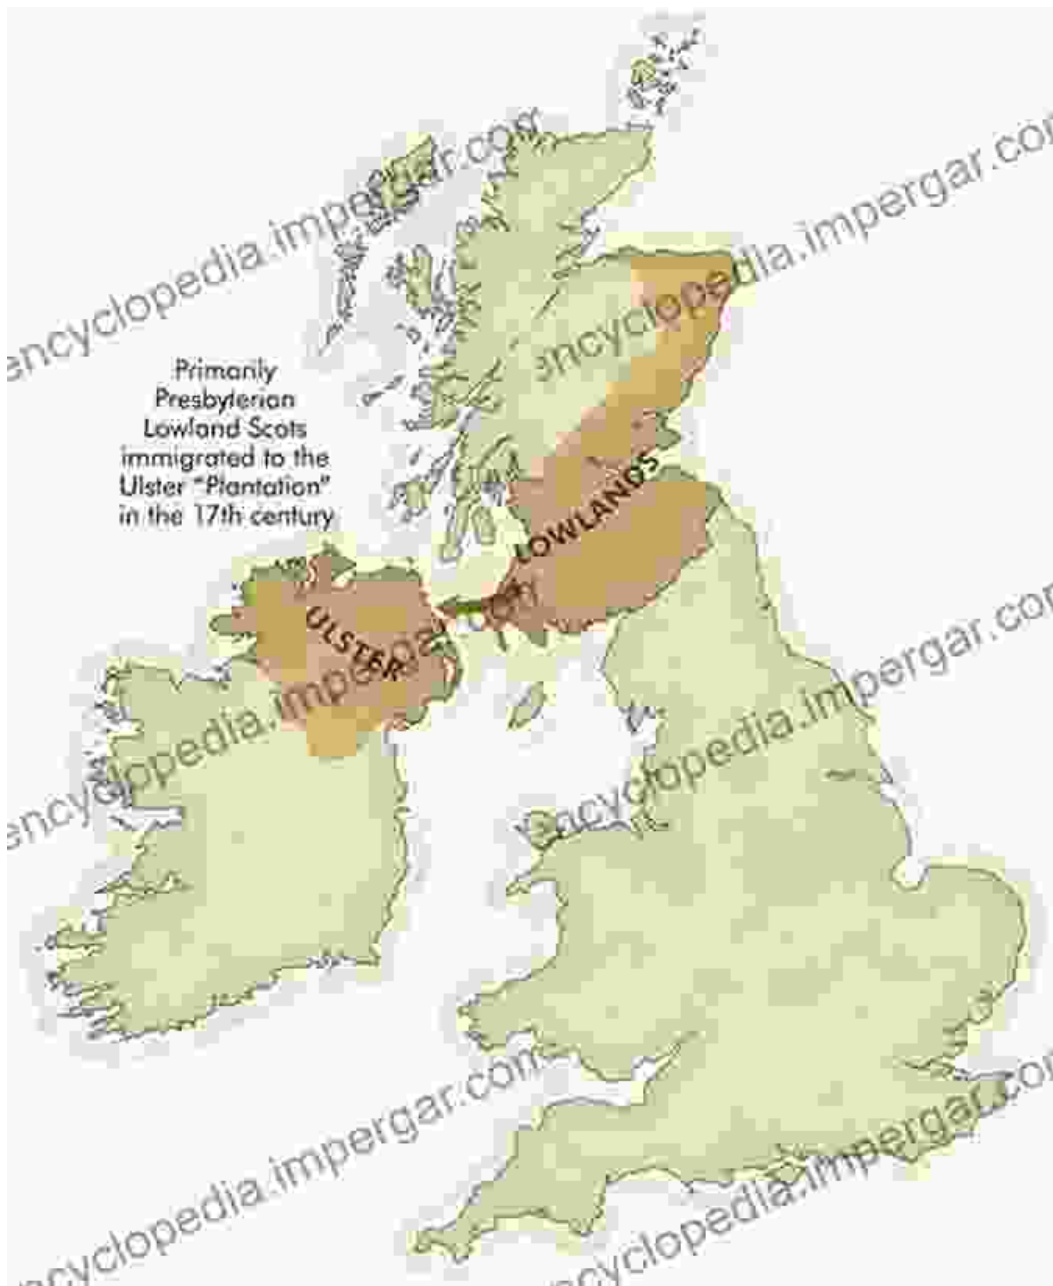 encyclopedia.impergar.com
encyclopedia.impergar.com
Primarily
Presbyterian
Lowland Scots
immigrated to the
Ulster “Plantation”
in the 17th century
LOWLANDS
ULSTER
encyclopedia.impergar.com
encyclopedia.impergar.com
encyclopedia.impergar.com
encyclopedia.impergar.com